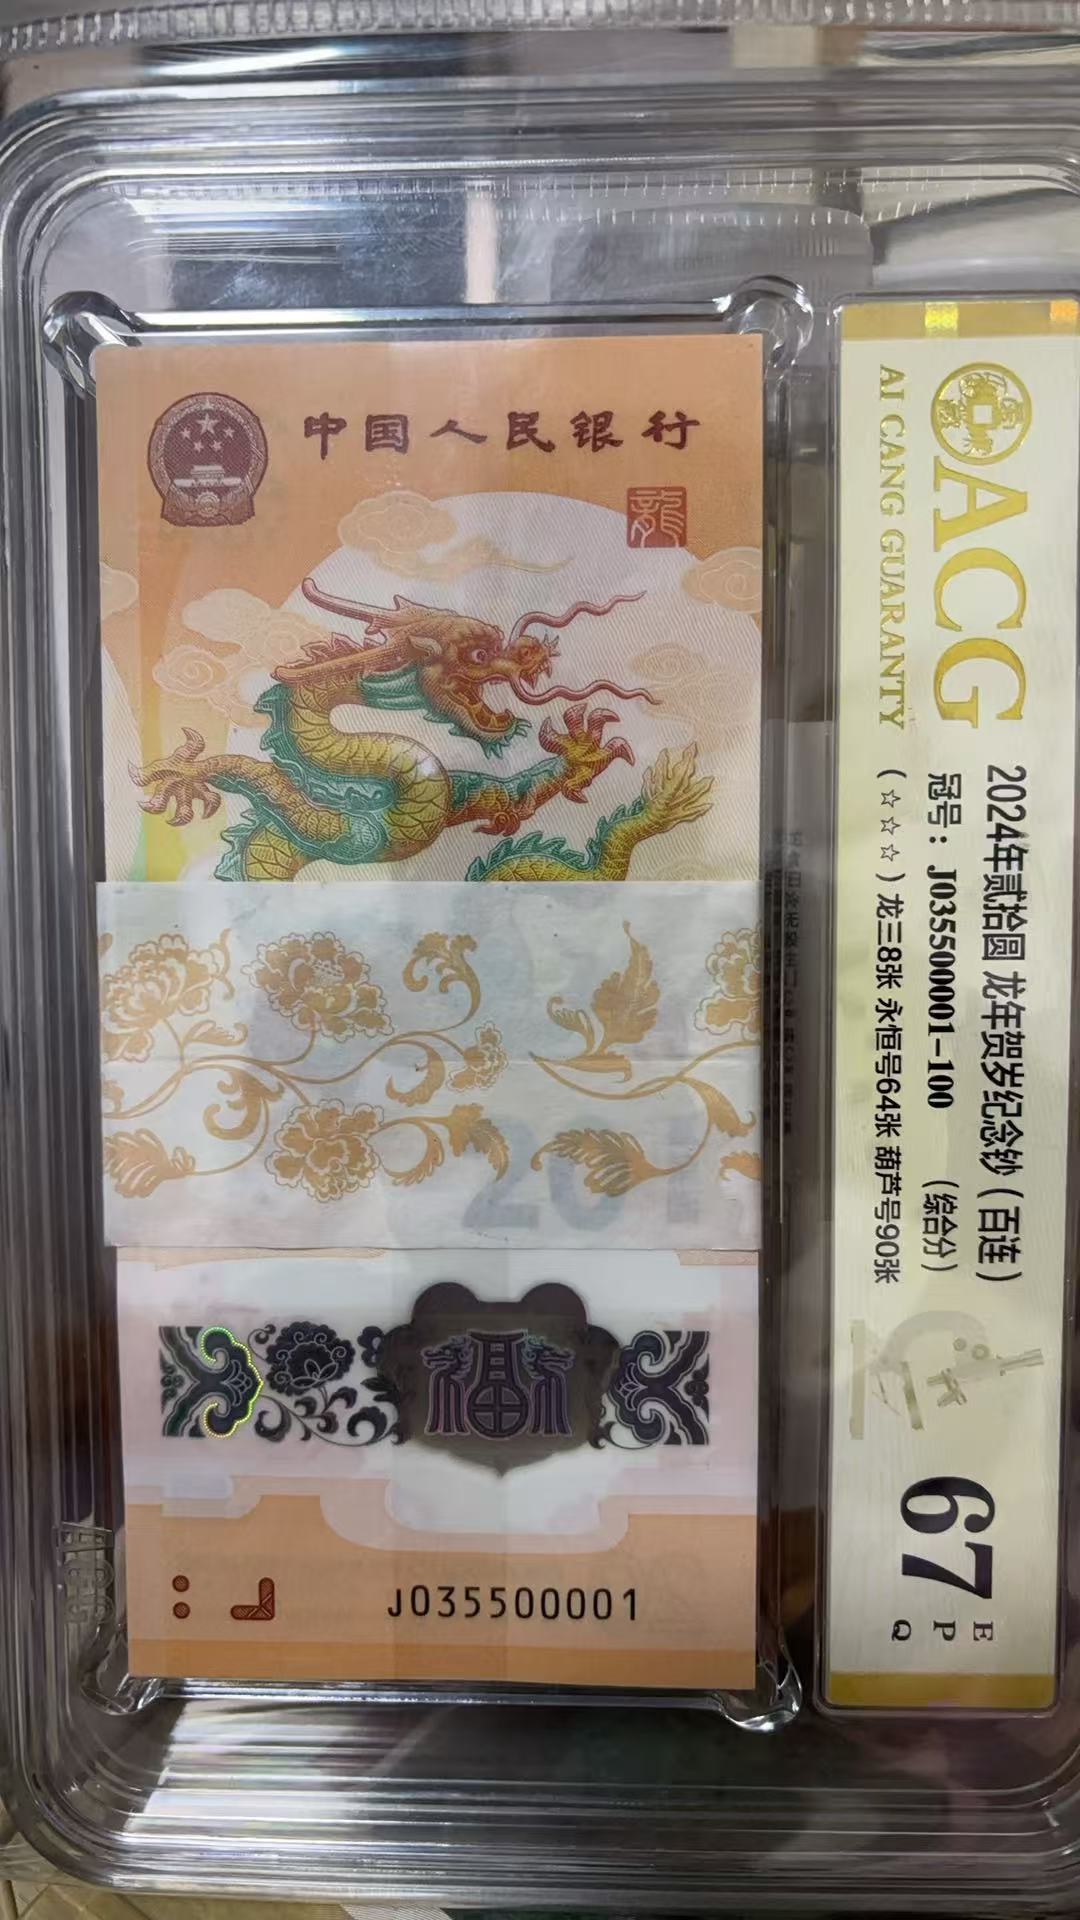 中国人民银行
龍
20
J035500001
ACG
AI CANG GUARANTY
2024年贰拾圆 龙年贺岁纪念钞（百连）
冠号：J035500001-100 （综合分）
（☆☆☆）龙三8张 永恒号64张 葫芦号90张
67
E
P
Q